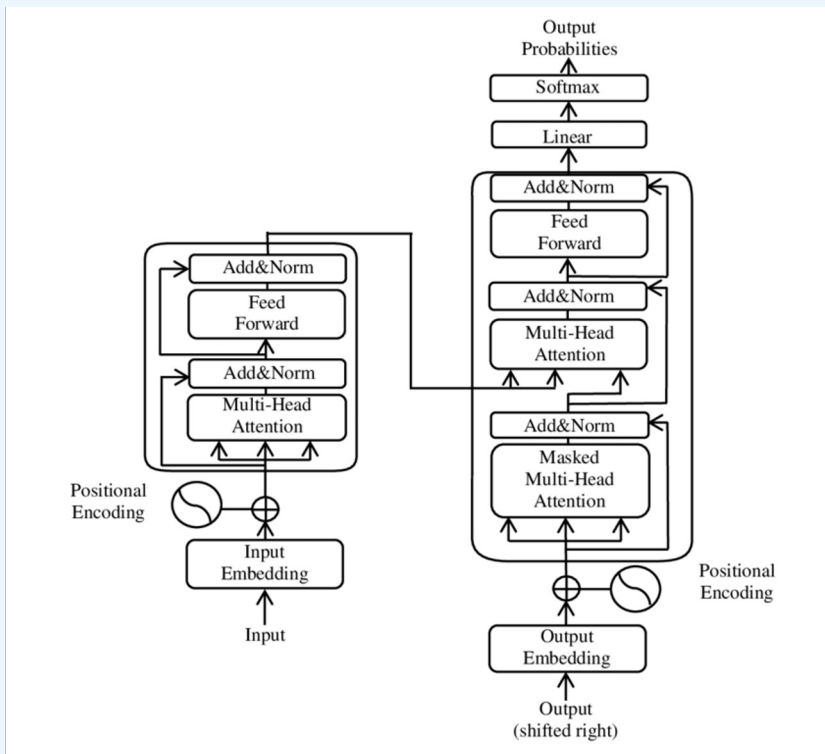 Output
Probabilities
Softmax
Linear
Add&Norm
Feed
Forward
Add&Norm
Multi-Head
Attention
Add&Norm
Masked
Multi-Head
Attention
Positional
Encoding
Output
Embedding
Output
(shifted right)
Add&Norm
Feed
Forward
Add&Norm
Multi-Head
Attention
Positional
Encoding
Input
Embedding
Input